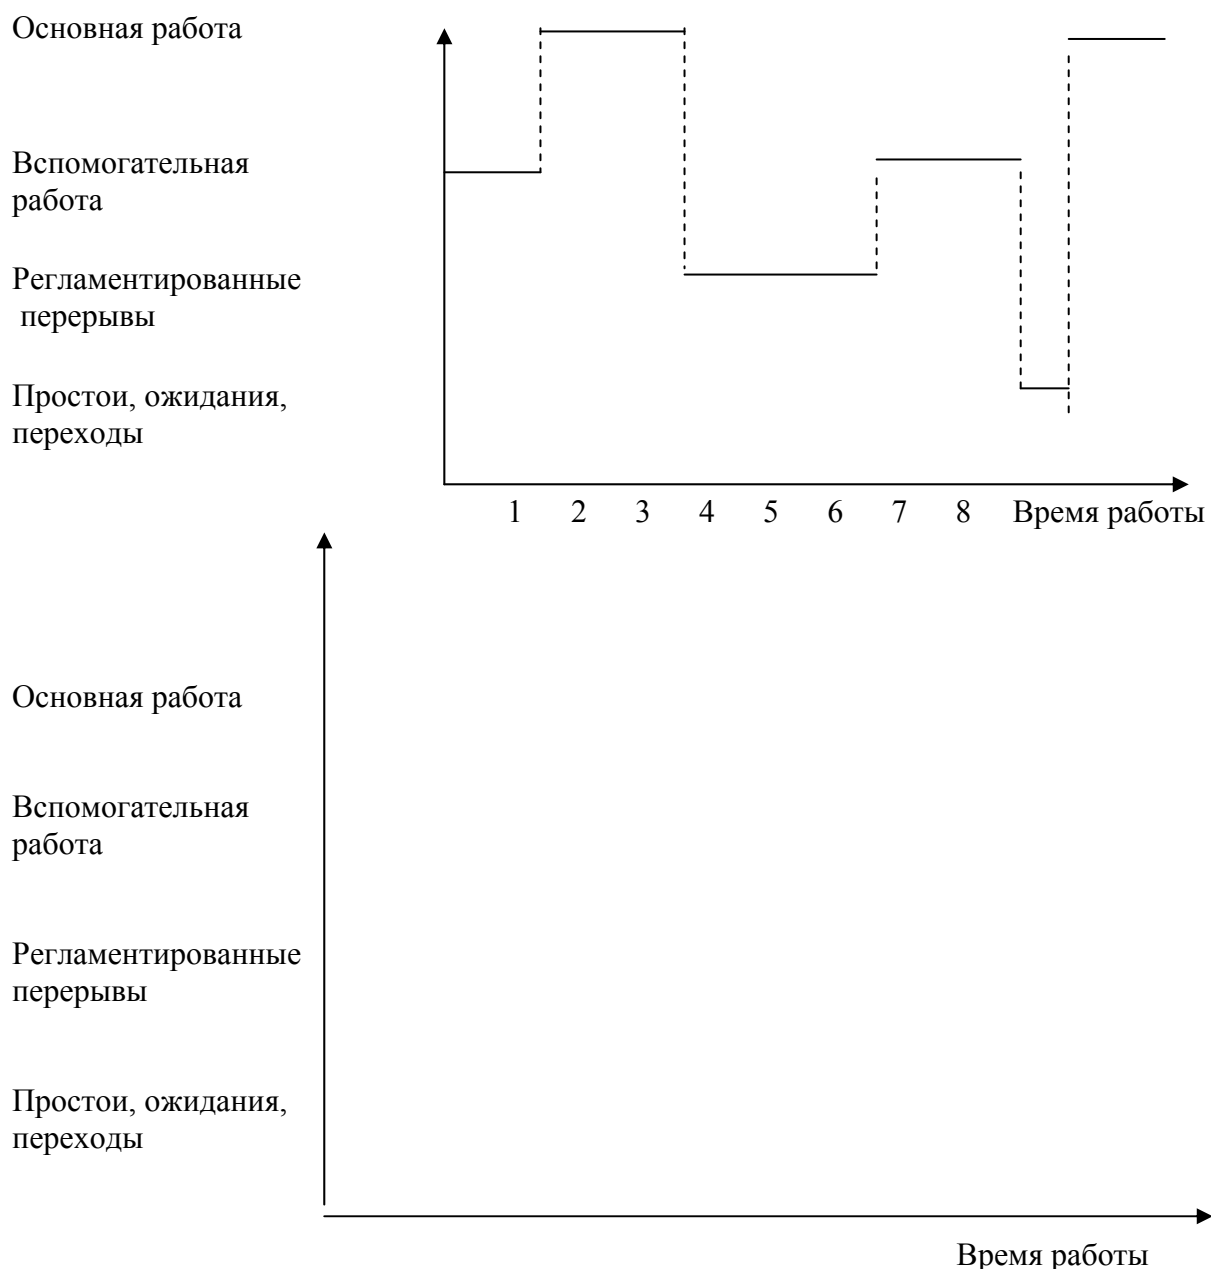 Основная работа
Вспомогательная
работа
Регламентированные
перерывы
Простои, ожидания,
переходы
1 2 3 4 5 6 7 8 Время работы
Основная работа
Вспомогательная
работа
Регламентированные
перерывы
Простои, ожидания,
переходы
Время работы